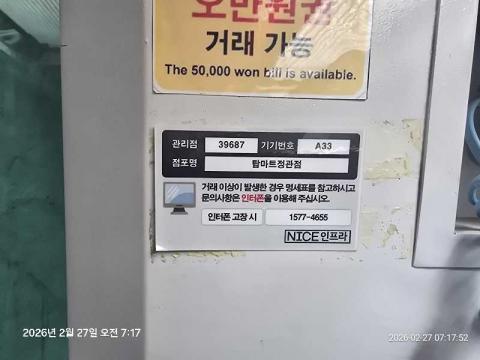 오만원권
거래 가능
The 50,000 won bill is available.
관리점 39687 기기번호 A33
점포명 탑마트정관점
거래 이상이 발생한 경우 명세표를 참고하시고
문의사항은 인터폰을 이용해 주십시오.
인터폰 고장 시 1577-4655
NICE인프라
2026년 2월 27일 오전 7:17
2026-02-27 07:17:52